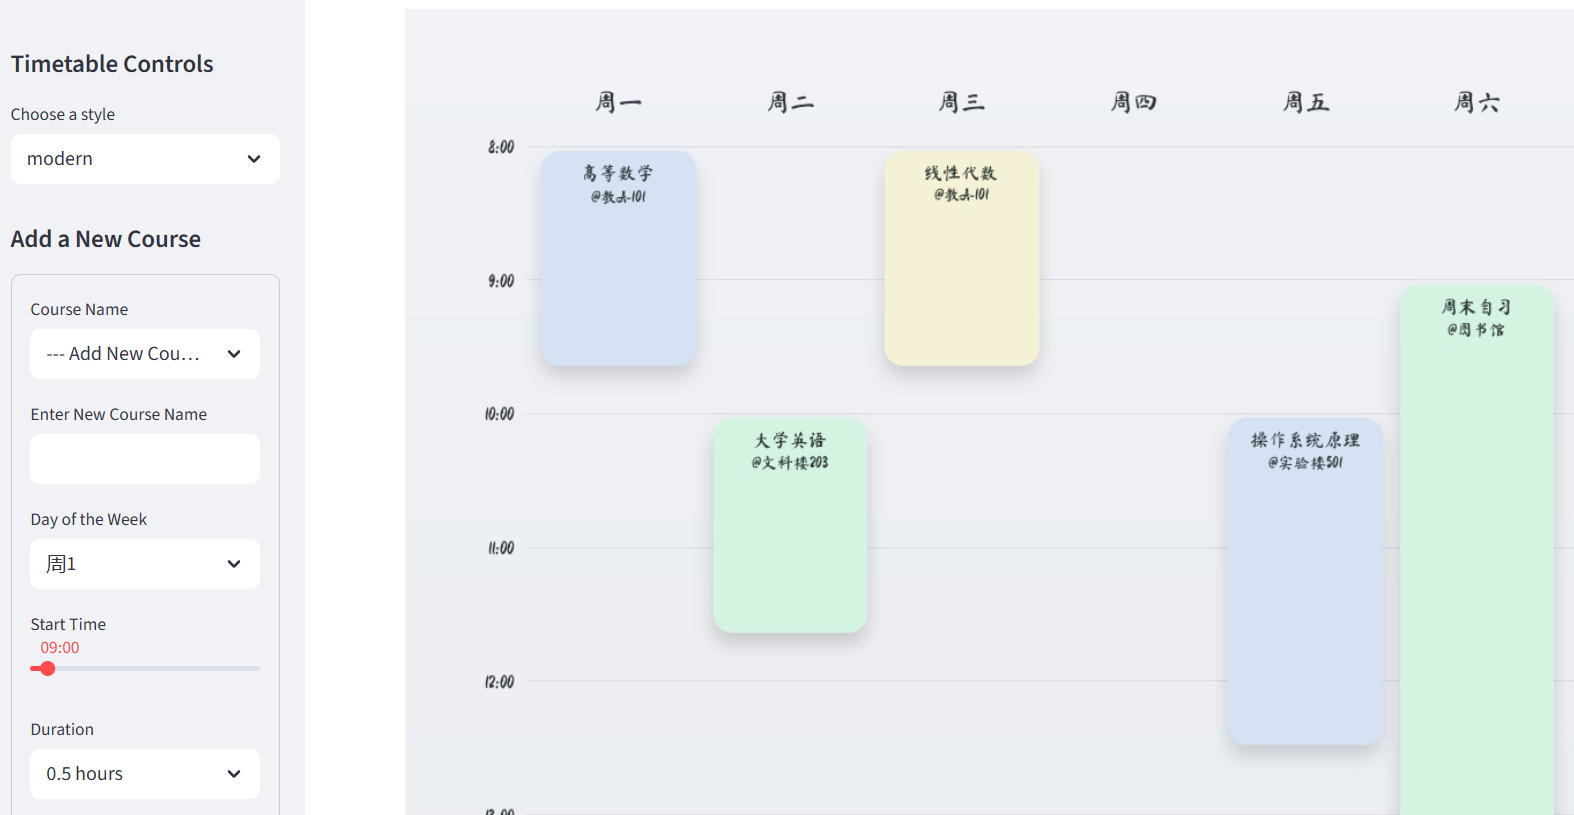 Timetable Controls
Choose a style
modern
Add a New Course
Course Name
--- Add New Cou...
Enter New Course Name
Day of the Week
周1
Start Time
09:00
Duration
0.5 hours
周一 周二 周三 周四 周五 周六
8:00
高等数学
@教A-101
线性代数
@教A-101
9:00
周末自习
@图书馆
10:00
大学英语
@文科楼203
操作系统原理
@实验楼501
11:00
12:00